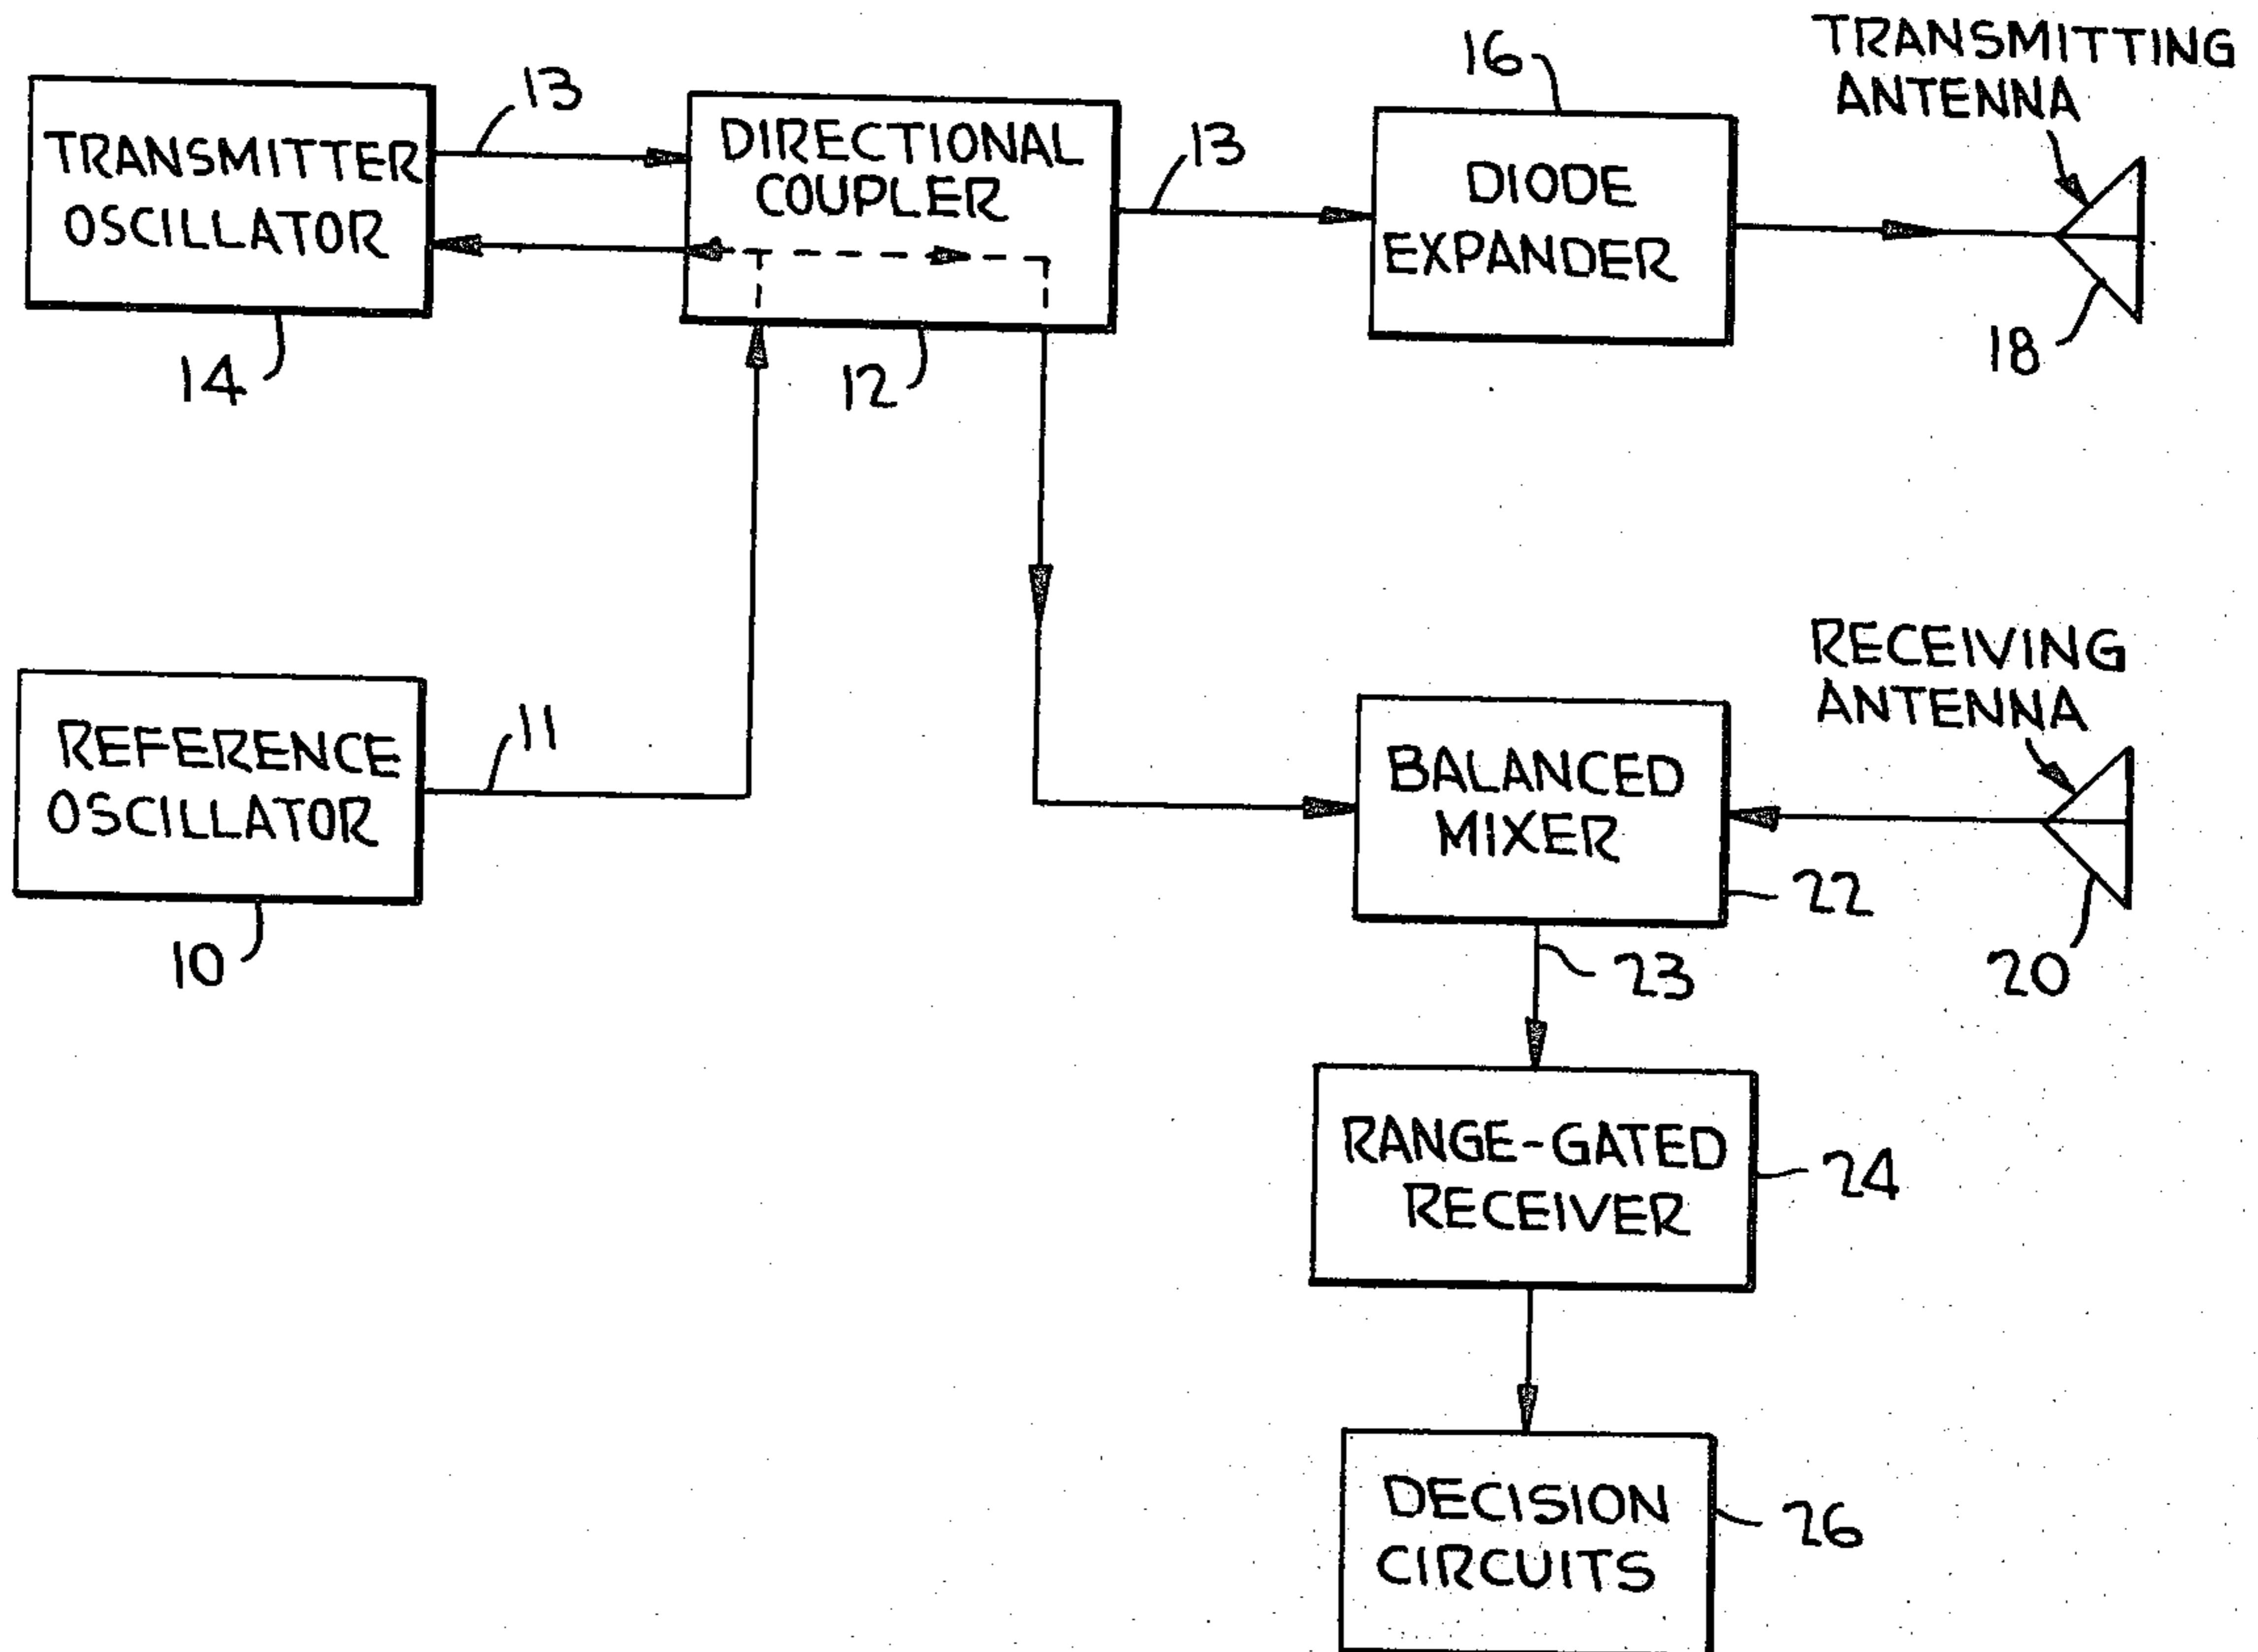 TRANSMITTING
ANTENNA
16
13
DIRECTIONAL
COUPLER
13
TRANSMITTER
OSCILLATOR
DIODE
EXPANDER
18
14
12
RECEIVING
ANTENNA
REFERENCE
OSCILLATOR
11
BALANCED
MIXER
22
10
23
20
RANGE-GATED
RECEIVER
24
DECISION
CIRCUITS
26